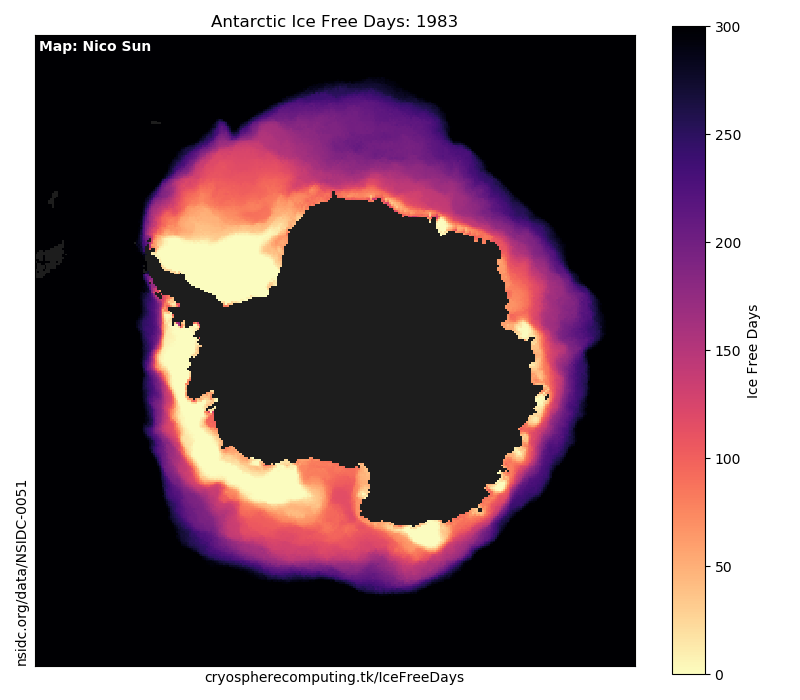 Antarctic Ice Free Days: 1983
Map: Nico Sun
300
250
200
150
100
50
0
Ice Free Days
nsidc.org/data/NSIDC-0051
cryospherecomputing.tk/IceFreeDays